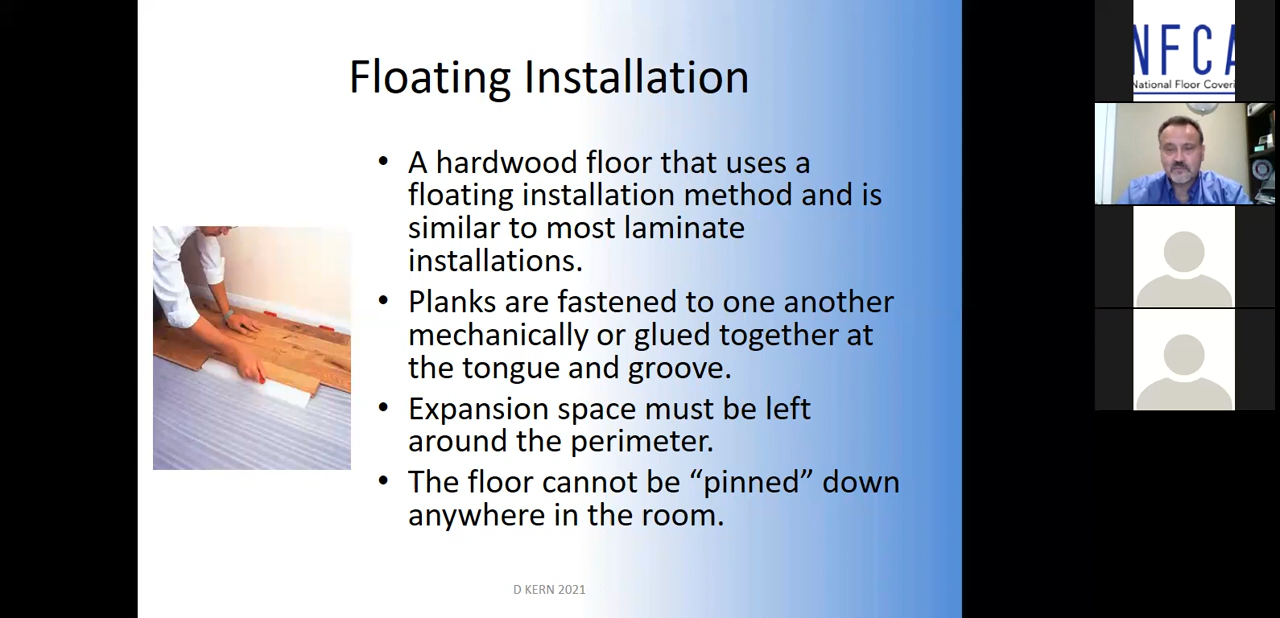 Floating Installation
• A hardwood floor that uses a
floating installation method and is
similar to most laminate
installations.
• Planks are fastened to one another
mechanically or glued together at
the tongue and groove.
• Expansion space must be left
around the perimeter.
• The floor cannot be “pinned” down
anywhere in the room.
D KERN 2021
NFCA
National Floor Coveri